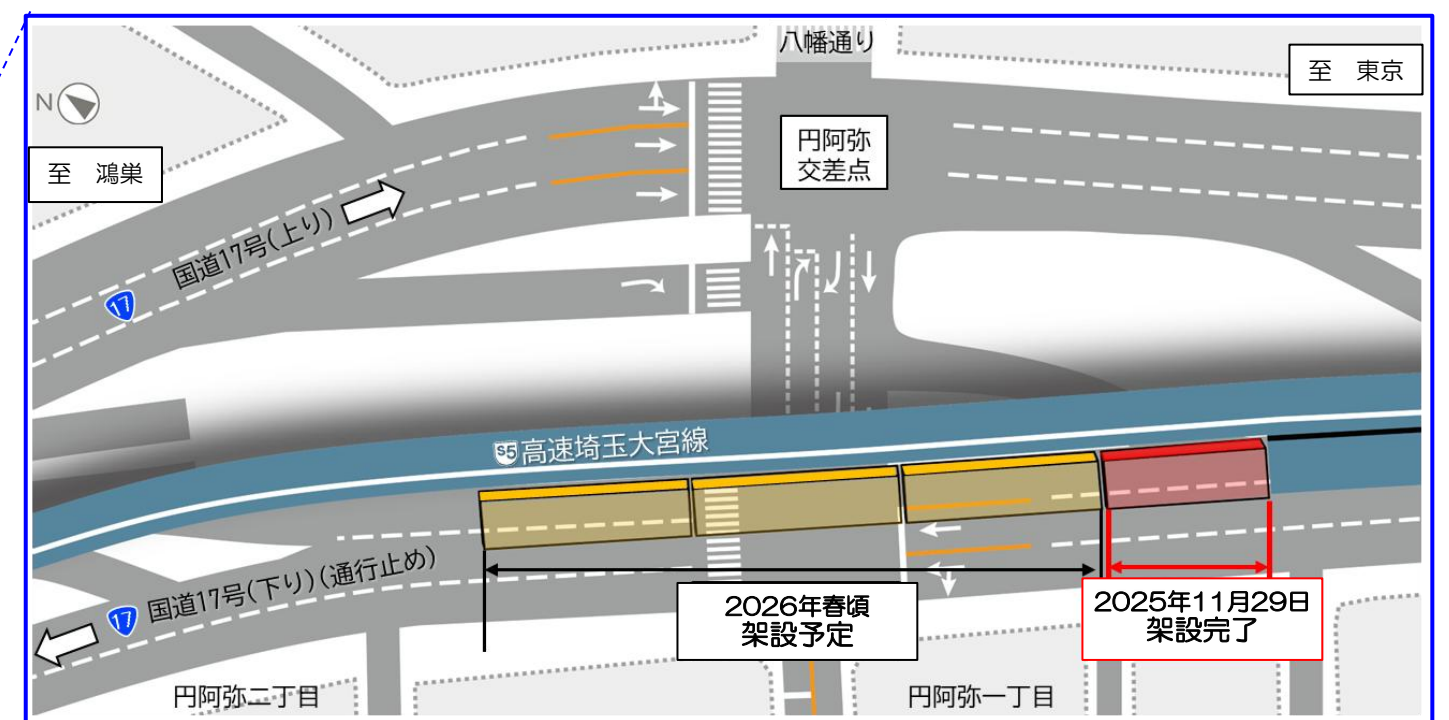 八幡通り
至　東京
N
円阿弥
交差点
至　鴻巣
国道17号(上り)
17
S5
高速埼玉大宮線
17
国道17号(下り)(通行止め)
2026年春頃
架設予定
2025年11月29日
架設完了
円阿弥二丁目
円阿弥一丁目